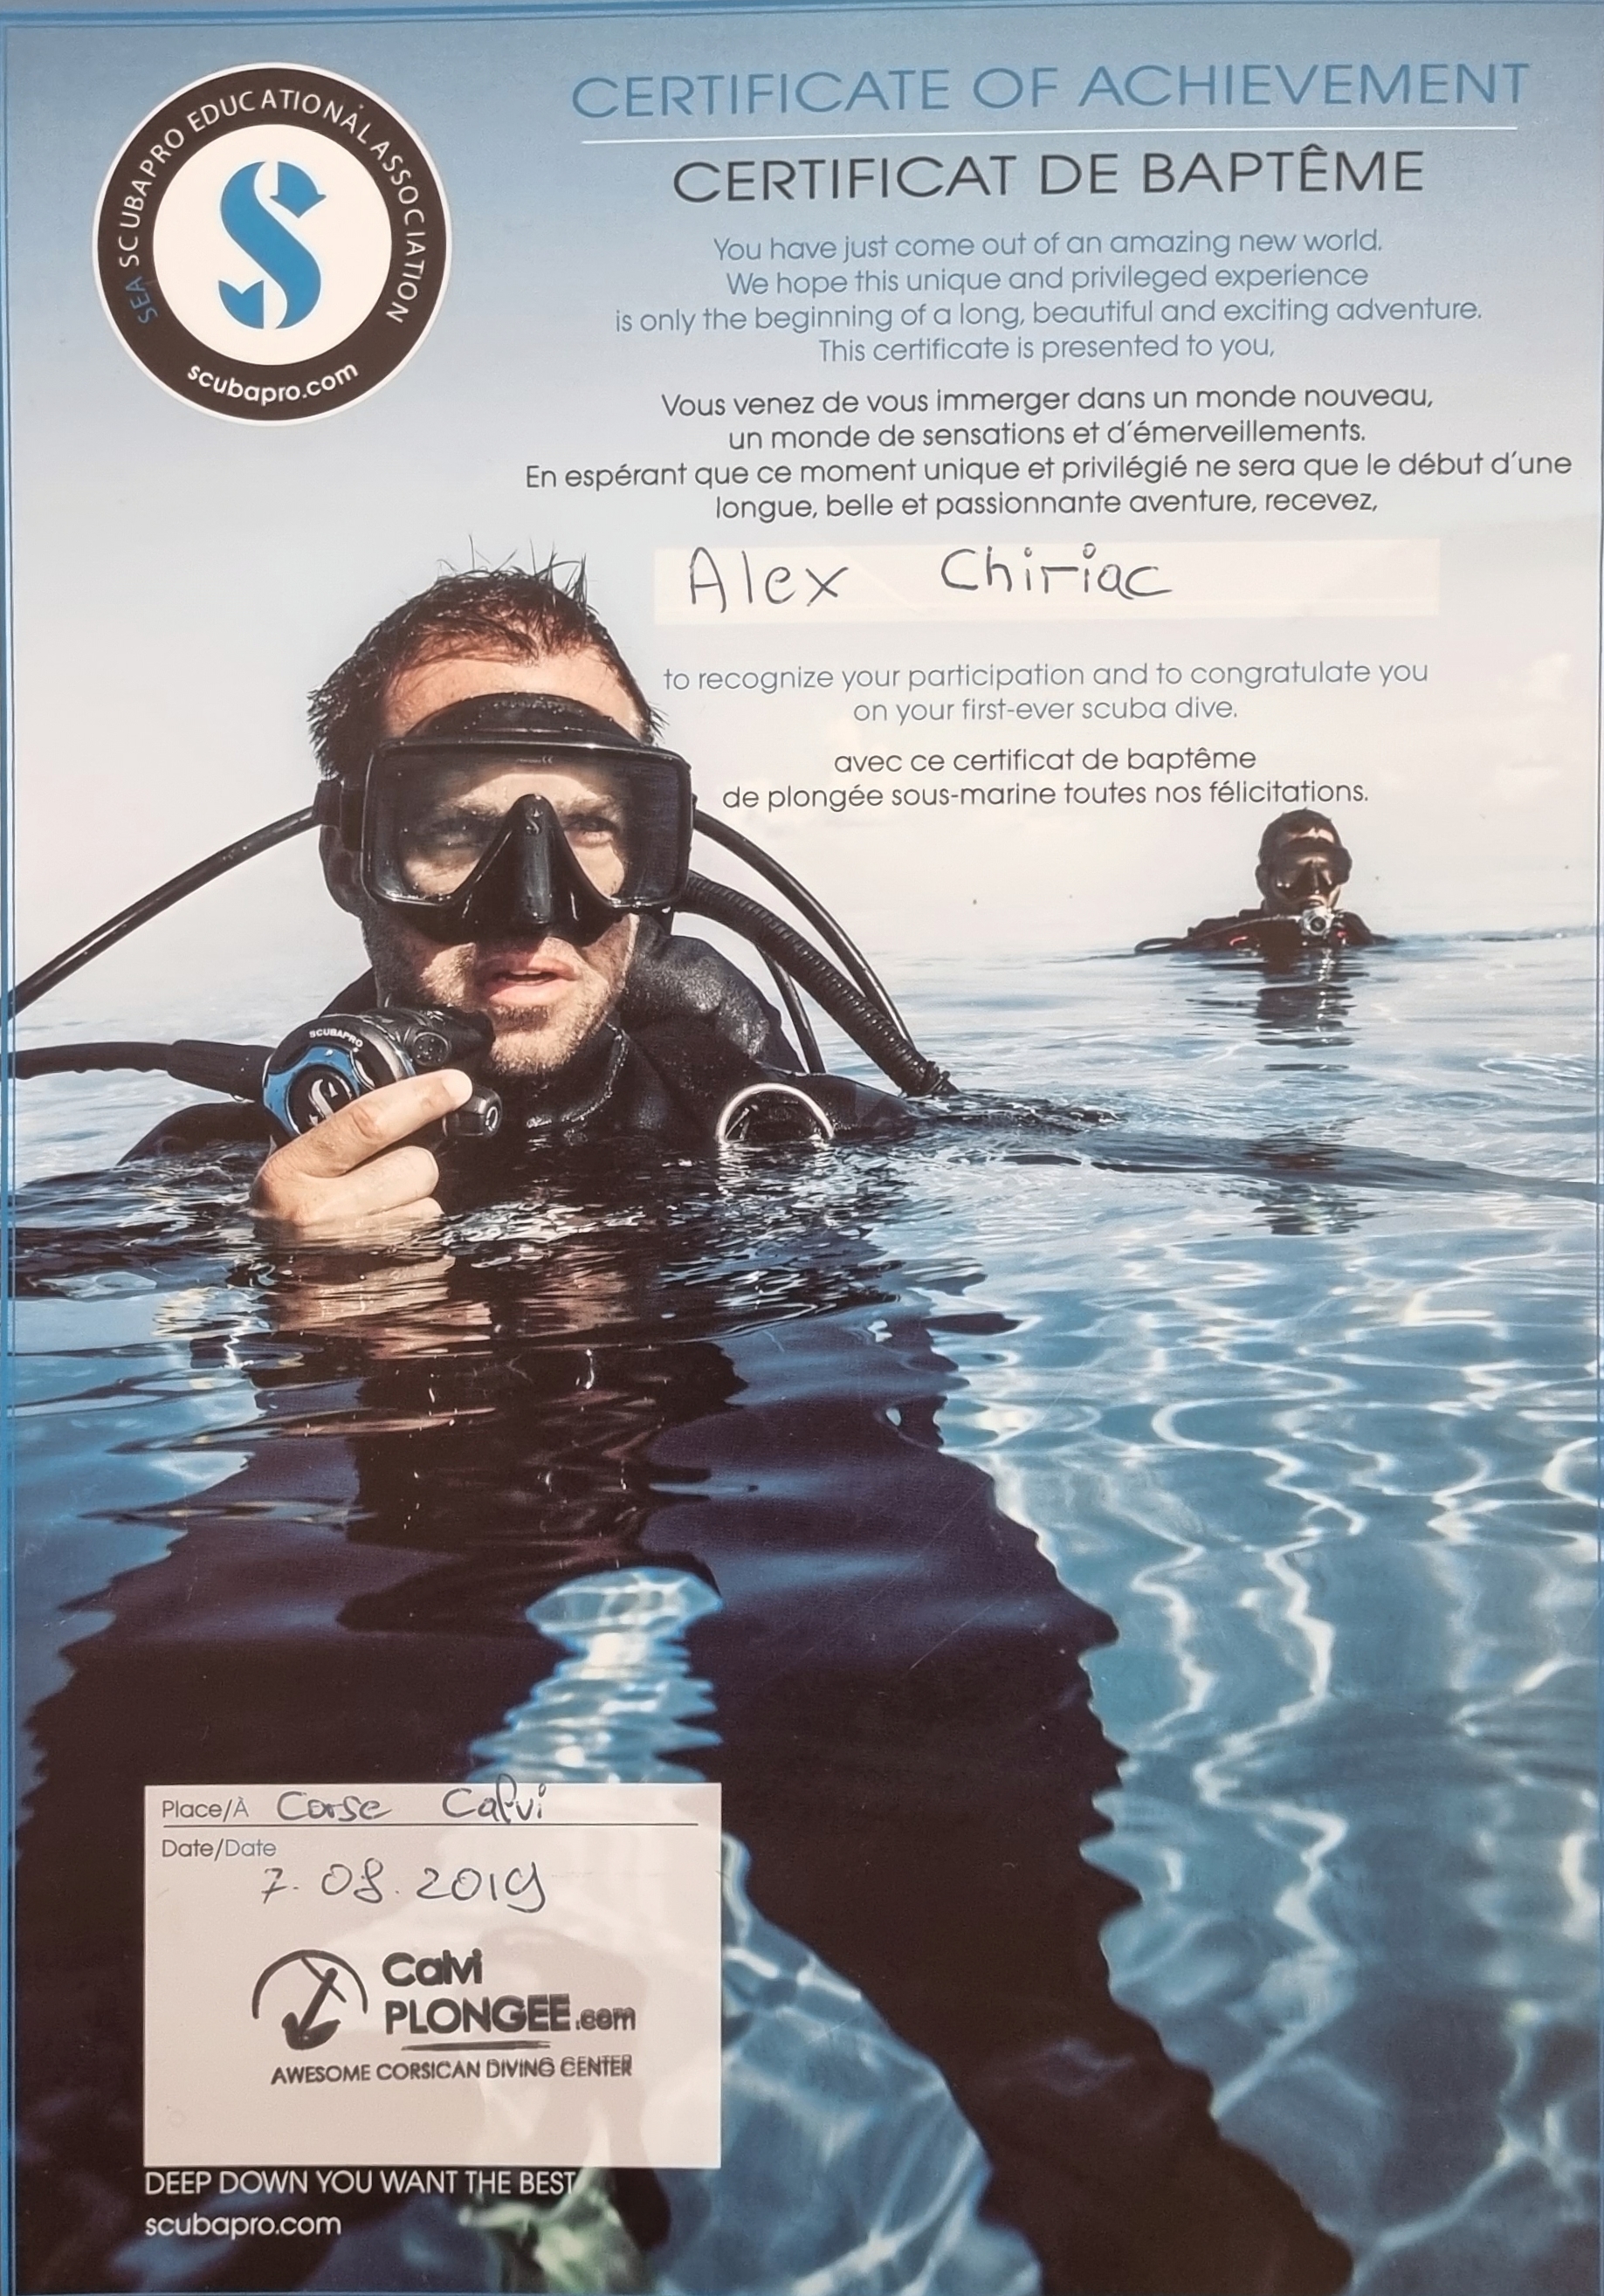 SEA SCUBAPRO EDUCATIONAL ASSOCIATION
S
scubapro.com
CERTIFICATE OF ACHIEVEMENT
CERTIFICAT DE BAPTÊME
You have just come out of an amazing new world.
We hope this unique and privileged experience
is only the beginning of a long, beautiful and exciting adventure.
This certificate is presented to you,
Vous venez de vous immerger dans un monde nouveau,
un monde de sensations et d'émerveillements.
En espérant que ce moment unique et privilégié ne sera que le début d'une
longue, belle et passionnante aventure, recevez,
Alex Chiriac
to recognize your participation and to congratulate you
on your first-ever scuba dive.
avec ce certificat de baptême
de plongée sous-marine toutes nos félicitations.
SCUBAPRO
S
Place/À Corse Calvi
Date/Date
7.08.2019
Calvi
PLONGEE.com
AWESOME CORSICAN DIVING CENTER
DEEP DOWN YOU WANT THE BEST
scubapro.com